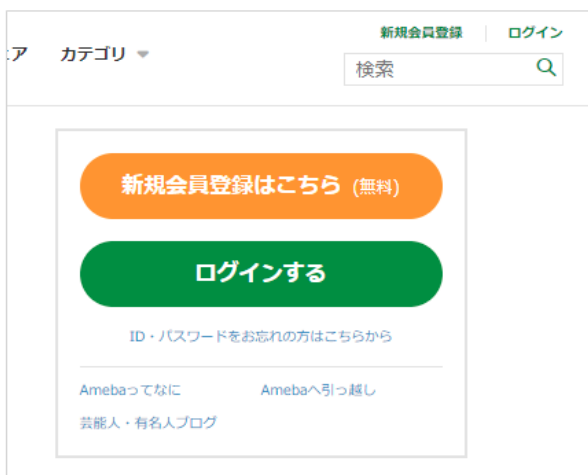 新規会員登録 ログイン
ェア カテゴリ
検索
新規会員登録はこちら (無料)
ログインする
ID・パスワードをお忘れの方はこちらから
Amebaってなに Amebaへ引っ越し
芸能人・有名人ブログ